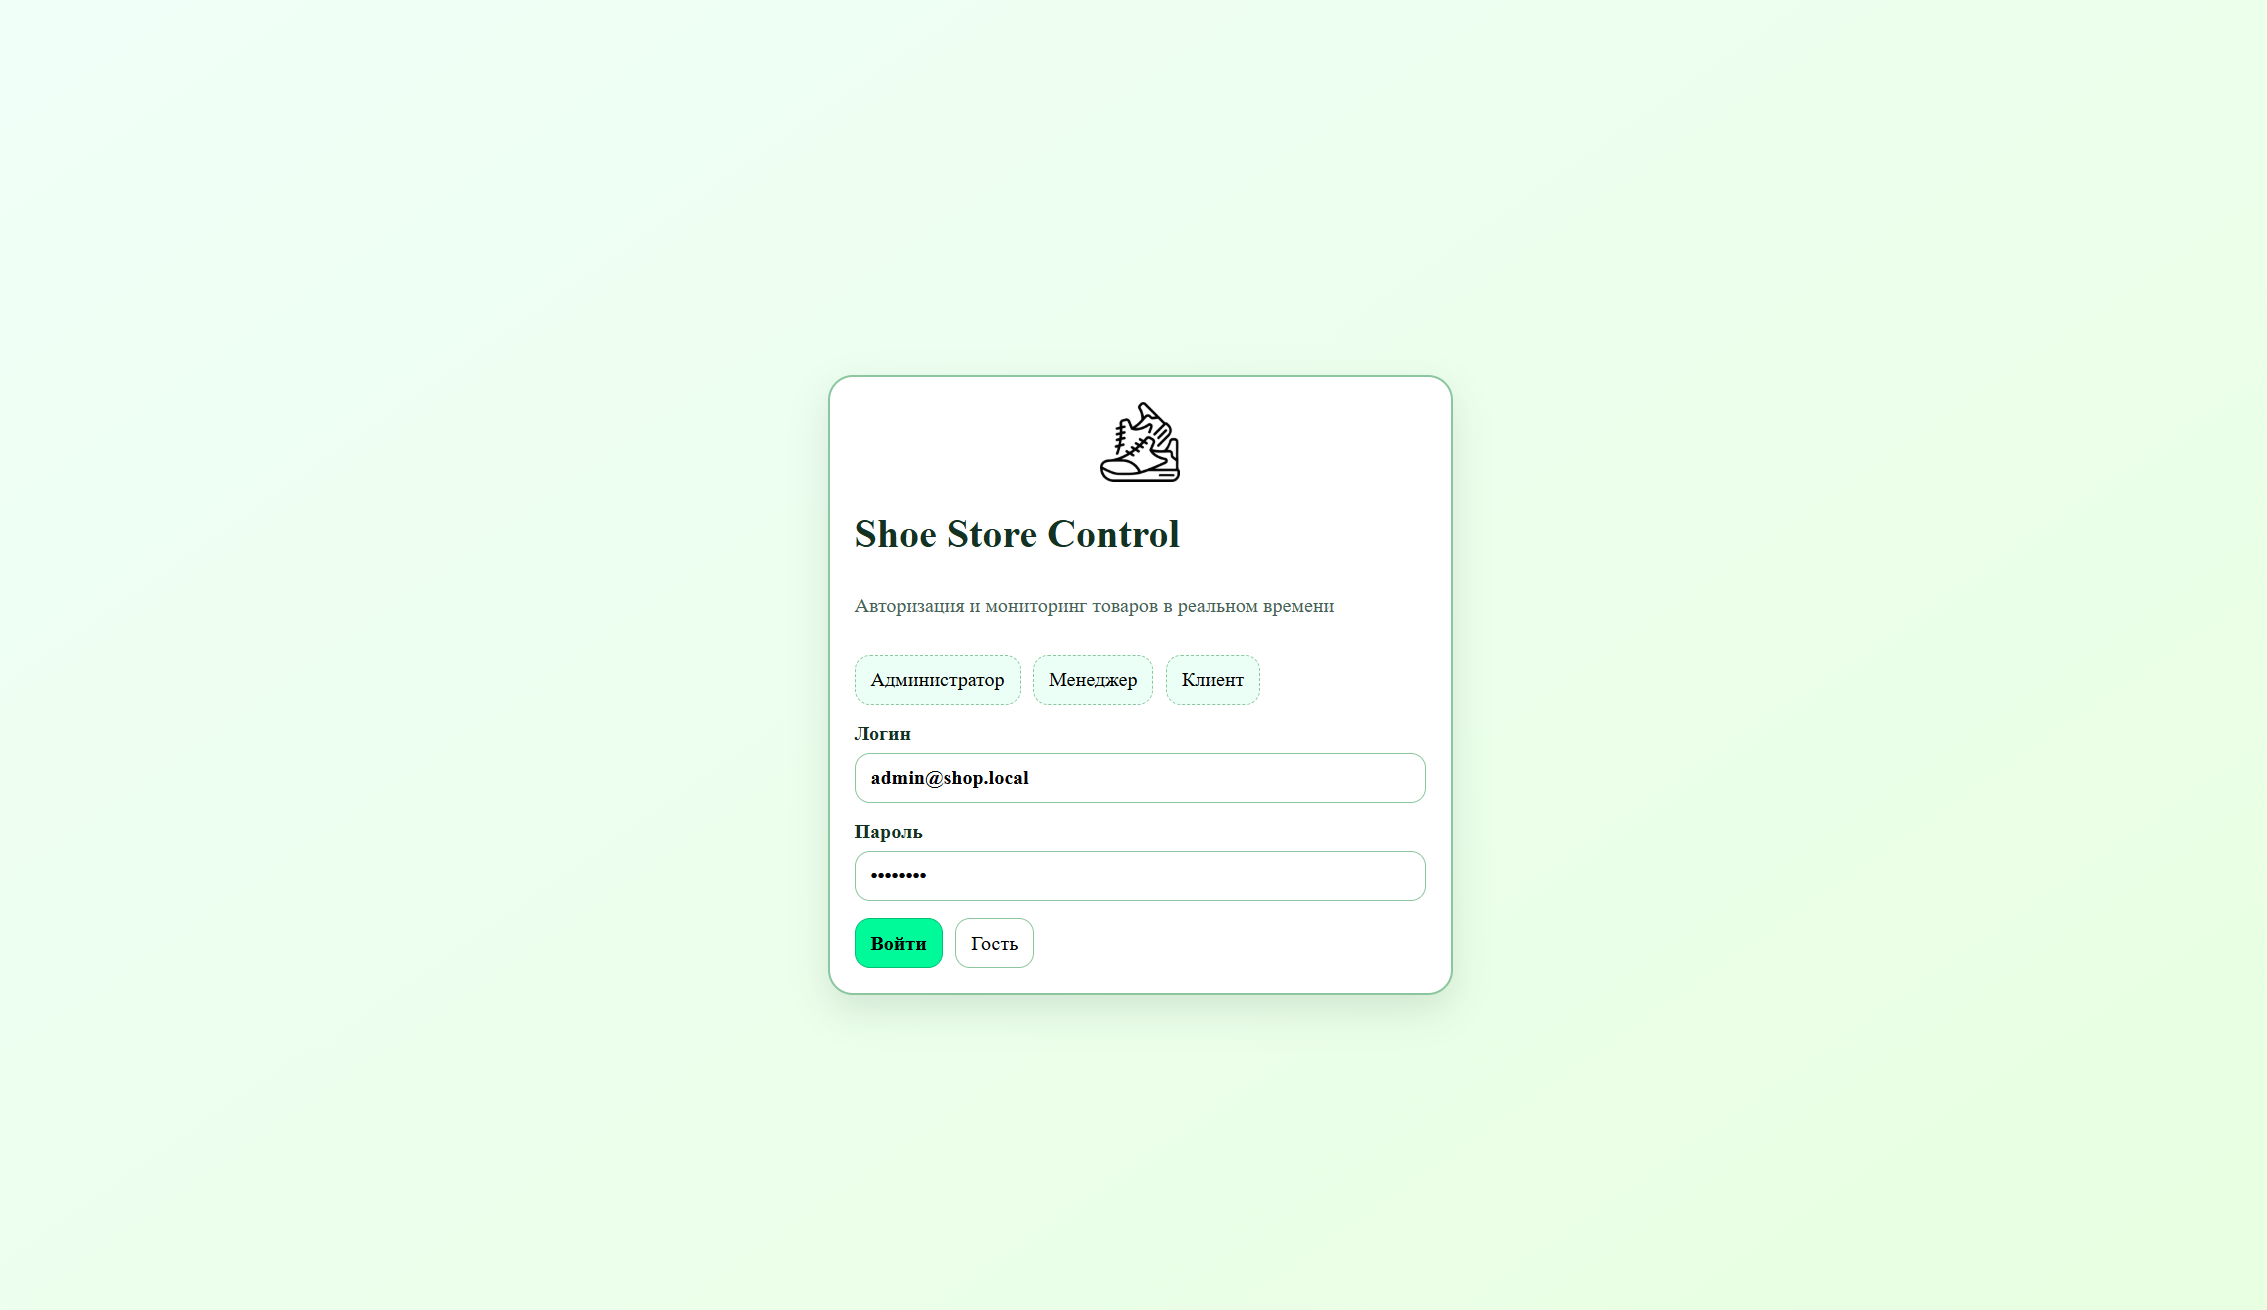 Shoe Store Control
Авторизация и мониторинг товаров в реальном времени
Администратор Менеджер Клиент
Логин
admin@shop.local
Пароль
••••••••
Войти Гость